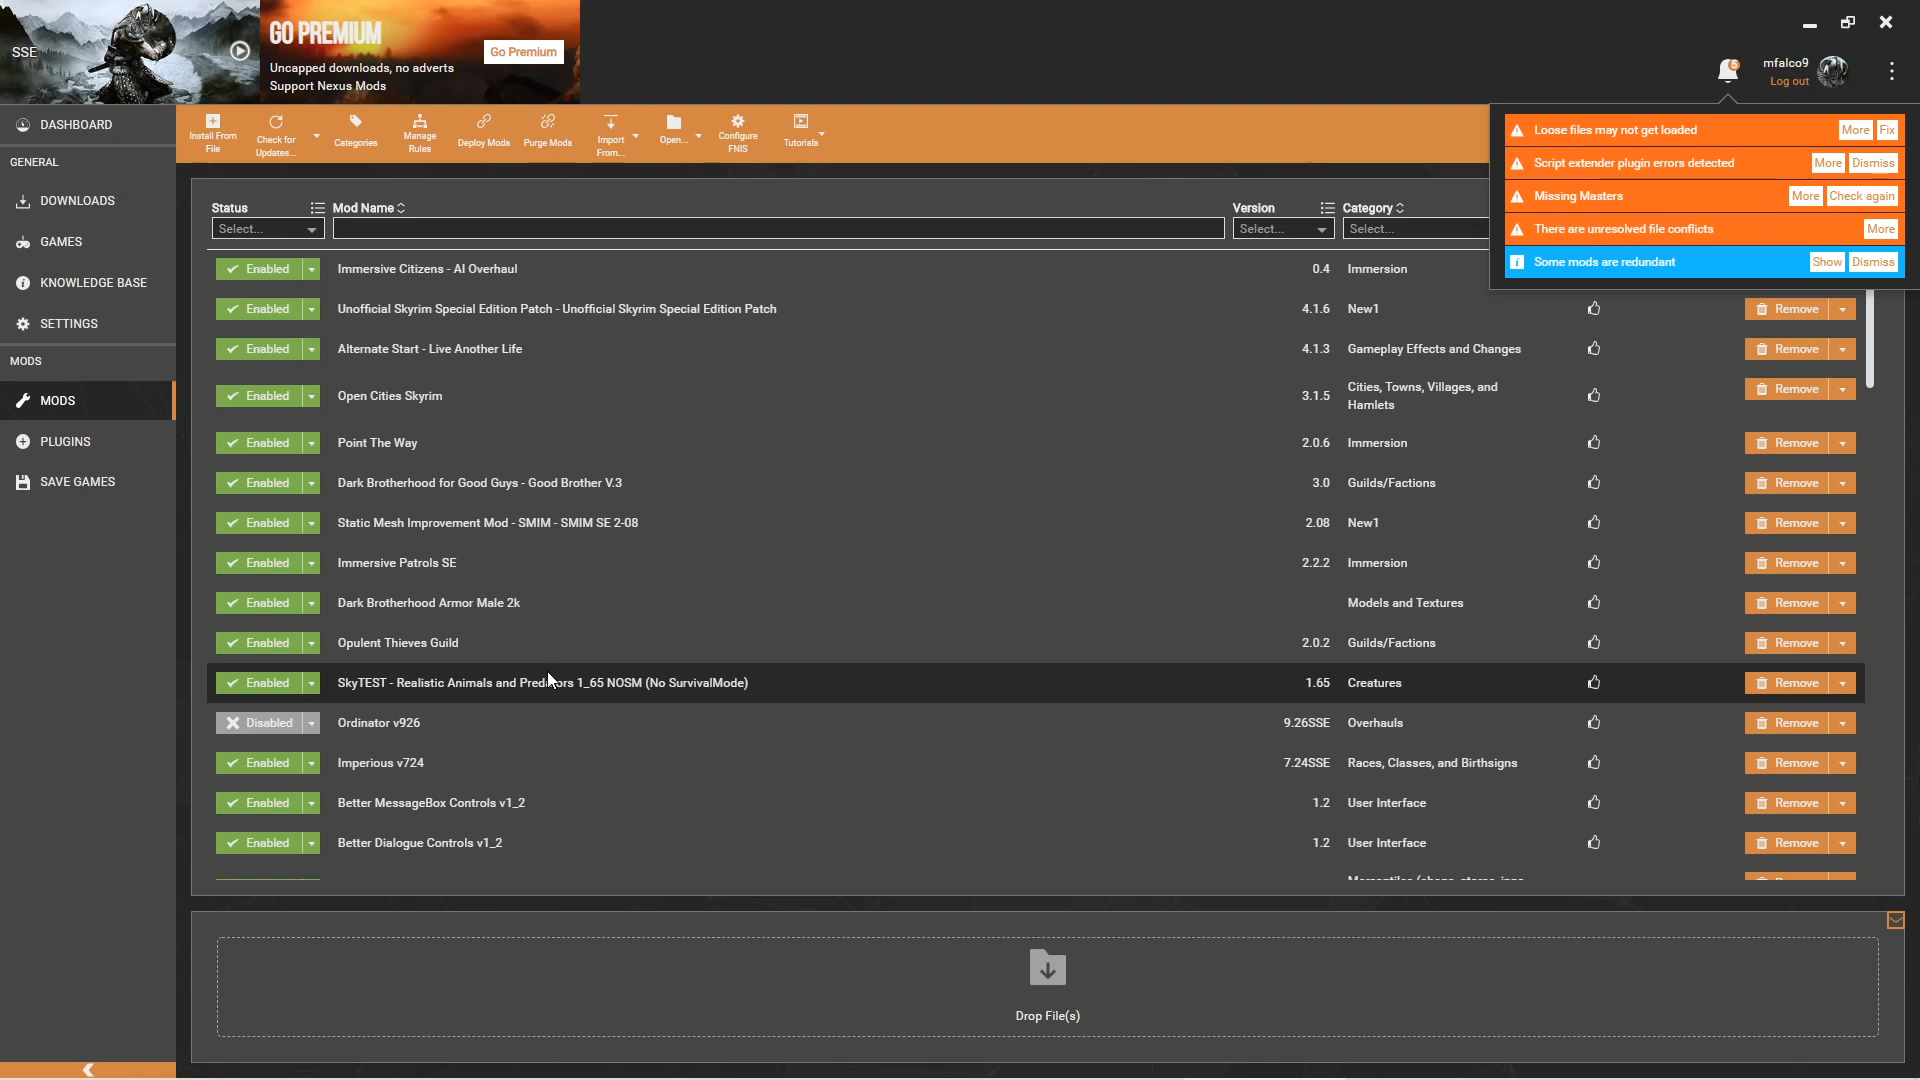 SSE
GO PREMIUM
Uncapped downloads, no adverts
Support Nexus Mods
Go Premium
5
mfalco9
Log out
DASHBOARD
GENERAL
DOWNLOADS
GAMES
KNOWLEDGE BASE
SETTINGS
MODS
MODS
PLUGINS
SAVE GAMES
Install From File
Check for Updates...
Categories
Manage Rules
Deploy Mods
Purge Mods
Import From...
Open...
Configure FNIS
Tutorials
Loose files may not get loaded More Fix
Script extender plugin errors detected More Dismiss
Missing Masters More Check again
There are unresolved file conflicts More
Some mods are redundant Show Dismiss
Status Mod Name Version Category
Select... Select... Select...
Enabled Immersive Citizens - AI Overhaul 0.4 Immersion
Enabled Unofficial Skyrim Special Edition Patch - Unofficial Skyrim Special Edition Patch 4.1.6 New1 Remove
Enabled Alternate Start - Live Another Life 4.1.3 Gameplay Effects and Changes Remove
Enabled Open Cities Skyrim 3.1.5 Cities, Towns, Villages, and Hamlets Remove
Enabled Point The Way 2.0.6 Immersion Remove
Enabled Dark Brotherhood for Good Guys - Good Brother V.3 3.0 Guilds/Factions Remove
Enabled Static Mesh Improvement Mod - SMIM - SMIM SE 2-08 2.08 New1 Remove
Enabled Immersive Patrols SE 2.2.2 Immersion Remove
Enabled Dark Brotherhood Armor Male 2k Models and Textures Remove
Enabled Opulent Thieves Guild 2.0.2 Guilds/Factions Remove
Enabled SkyTEST - Realistic Animals and Predators 1_65 NOSM (No SurvivalMode) 1.65 Creatures Remove
Disabled Ordinator v926 9.26SSE Overhauls Remove
Enabled Imperious v724 7.24SSE Races, Classes, and Birthsigns Remove
Enabled Better MessageBox Controls v1_2 1.2 User Interface Remove
Enabled Better Dialogue Controls v1_2 1.2 User Interface Remove
Drop File(s)